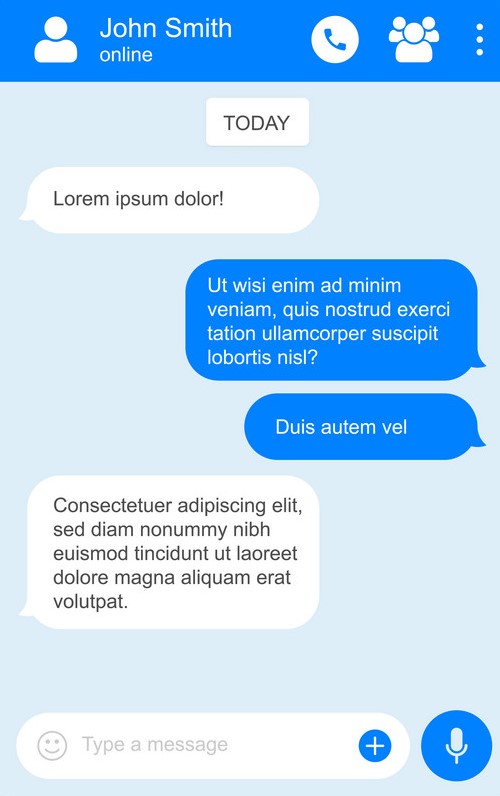 John Smith
online
TODAY
Lorem ipsum dolor!
Ut wisi enim ad minim
veniam, quis nostrud exerci
tation ullamcorper suscipit
lobortis nisl?
Duis autem vel
Consectetuer adipiscing elit,
sed diam nonummy nibh
euismod tincidunt ut laoreet
dolore magna aliquam erat
volutpat.
Type a message